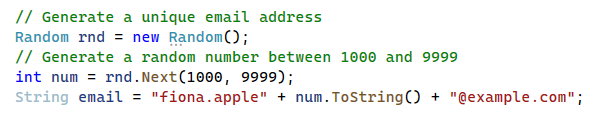 // Generate a unique email address
Random rnd = new Random();
// Generate a random number between 1000 and 9999
int num = rnd.Next(1000, 9999);
String email = "fiona.apple" + num.ToString() + "@example.com";